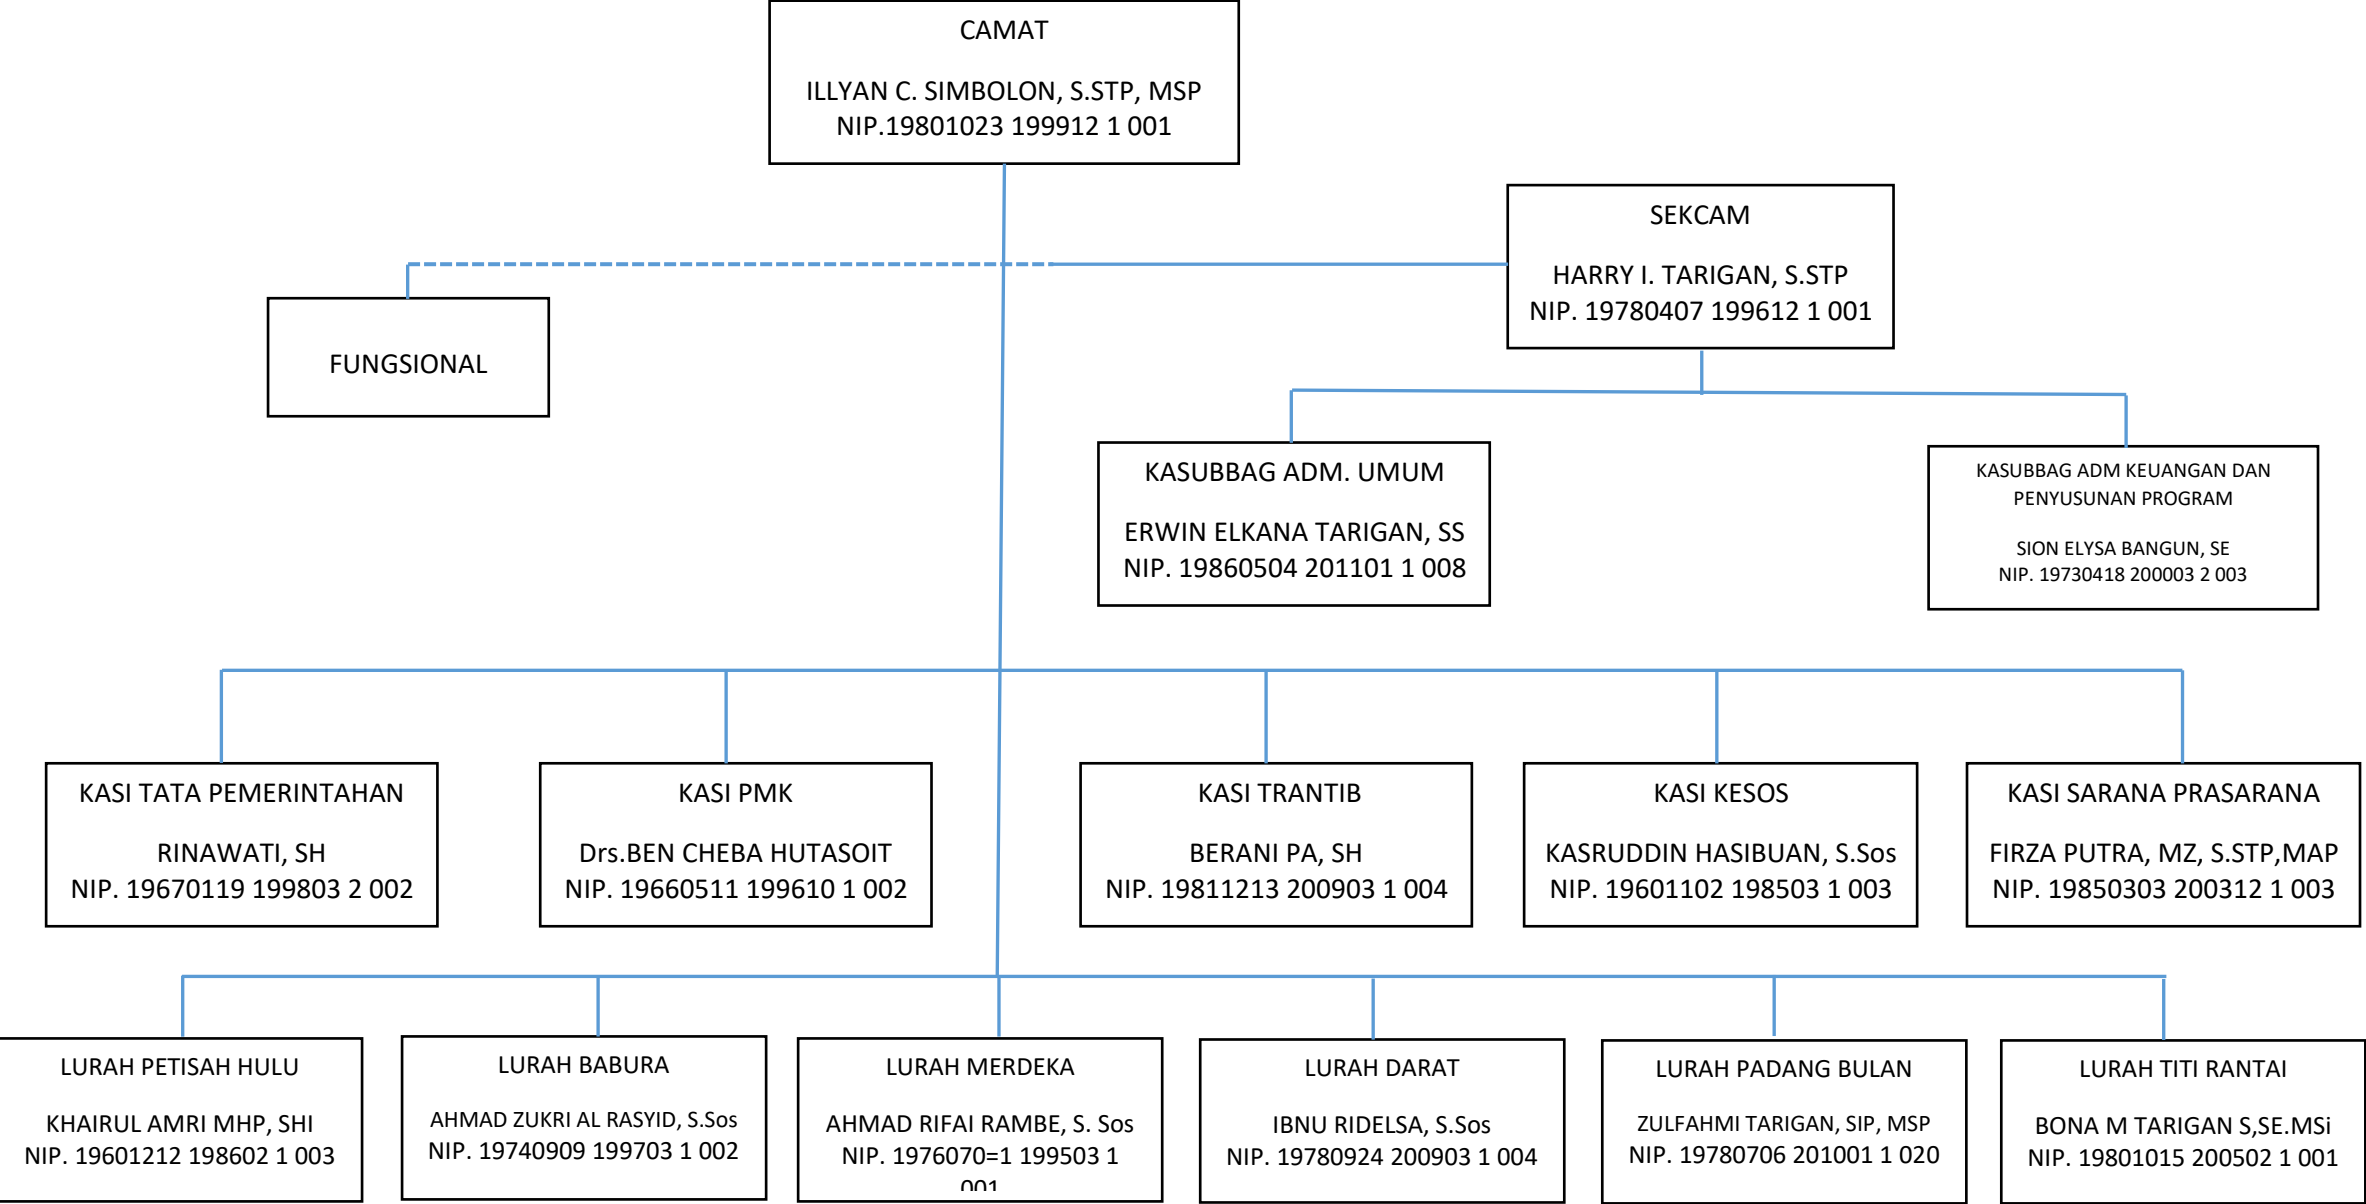 CAMAT
ILLYAN C. SIMBOLON, S.STP, MSP
NIP.19801023 199912 1 001
SEKCAM
HARRY I. TARIGAN, S.STP
NIP. 19780407 199612 1 001
FUNGSIONAL
KASUBBAG ADM. UMUM
ERWIN ELKANA TARIGAN, SS
NIP. 19860504 201101 1 008
KASUBBAG ADM KEUANGAN DAN
PENYUSUNAN PROGRAM
SION ELYSA BANGUN, SE
NIP. 19730418 200003 2 003
KASI TATA PEMERINTAHAN
RINAWATI, SH
NIP. 19670119 199803 2 002
KASI PMK
Drs.BEN CHEBA HUTASOIT
NIP. 19660511 199610 1 002
KASI TRANTIB
BERANI PA, SH
NIP. 19811213 200903 1 004
KASI KESOS
KASRUDDIN HASIBUAN, S.Sos
NIP. 19601102 198503 1 003
KASI SARANA PRASARANA
FIRZA PUTRA, MZ, S.STP,MAP
NIP. 19850303 200312 1 003
LURAH PETISAH HULU
KHAIRUL AMRI MHP, SHI
NIP. 19601212 198602 1 003
LURAH BABURA
AHMAD ZUKRI AL RASYID, S.Sos
NIP. 19740909 199703 1 002
LURAH MERDEKA
AHMAD RIFAI RAMBE, S. Sos
NIP. 1976070=1 199503 1
001
LURAH DARAT
IBNU RIDELSA, S.Sos
NIP. 19780924 200903 1 004
LURAH PADANG BULAN
ZULFAHMI TARIGAN, SIP, MSP
NIP. 19780706 201001 1 020
LURAH TITI RANTAI
BONA M TARIGAN S,SE.MSi
NIP. 19801015 200502 1 001